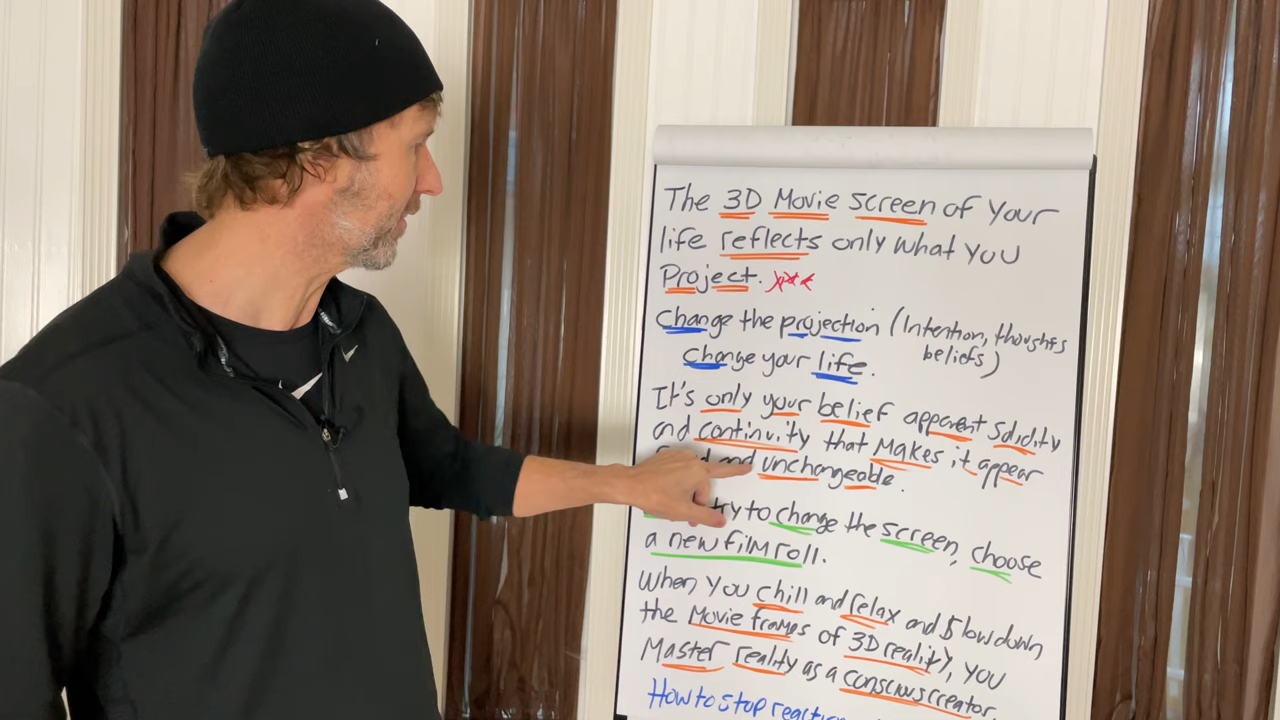 The 3D Movie Screen of Your
life reflects only what you
Project.
Change the projection (Intention, thoughts
beliefs)
Change your life.
It's only your belief apparent Solidity
and continuity that Makes it appear
and unchangeable.
try to change the screen, choose
a new film roll.
When you chill and relax and slow down
the Movie frames of 3D reality, you
Master reality as a conscious creator.
How to stop